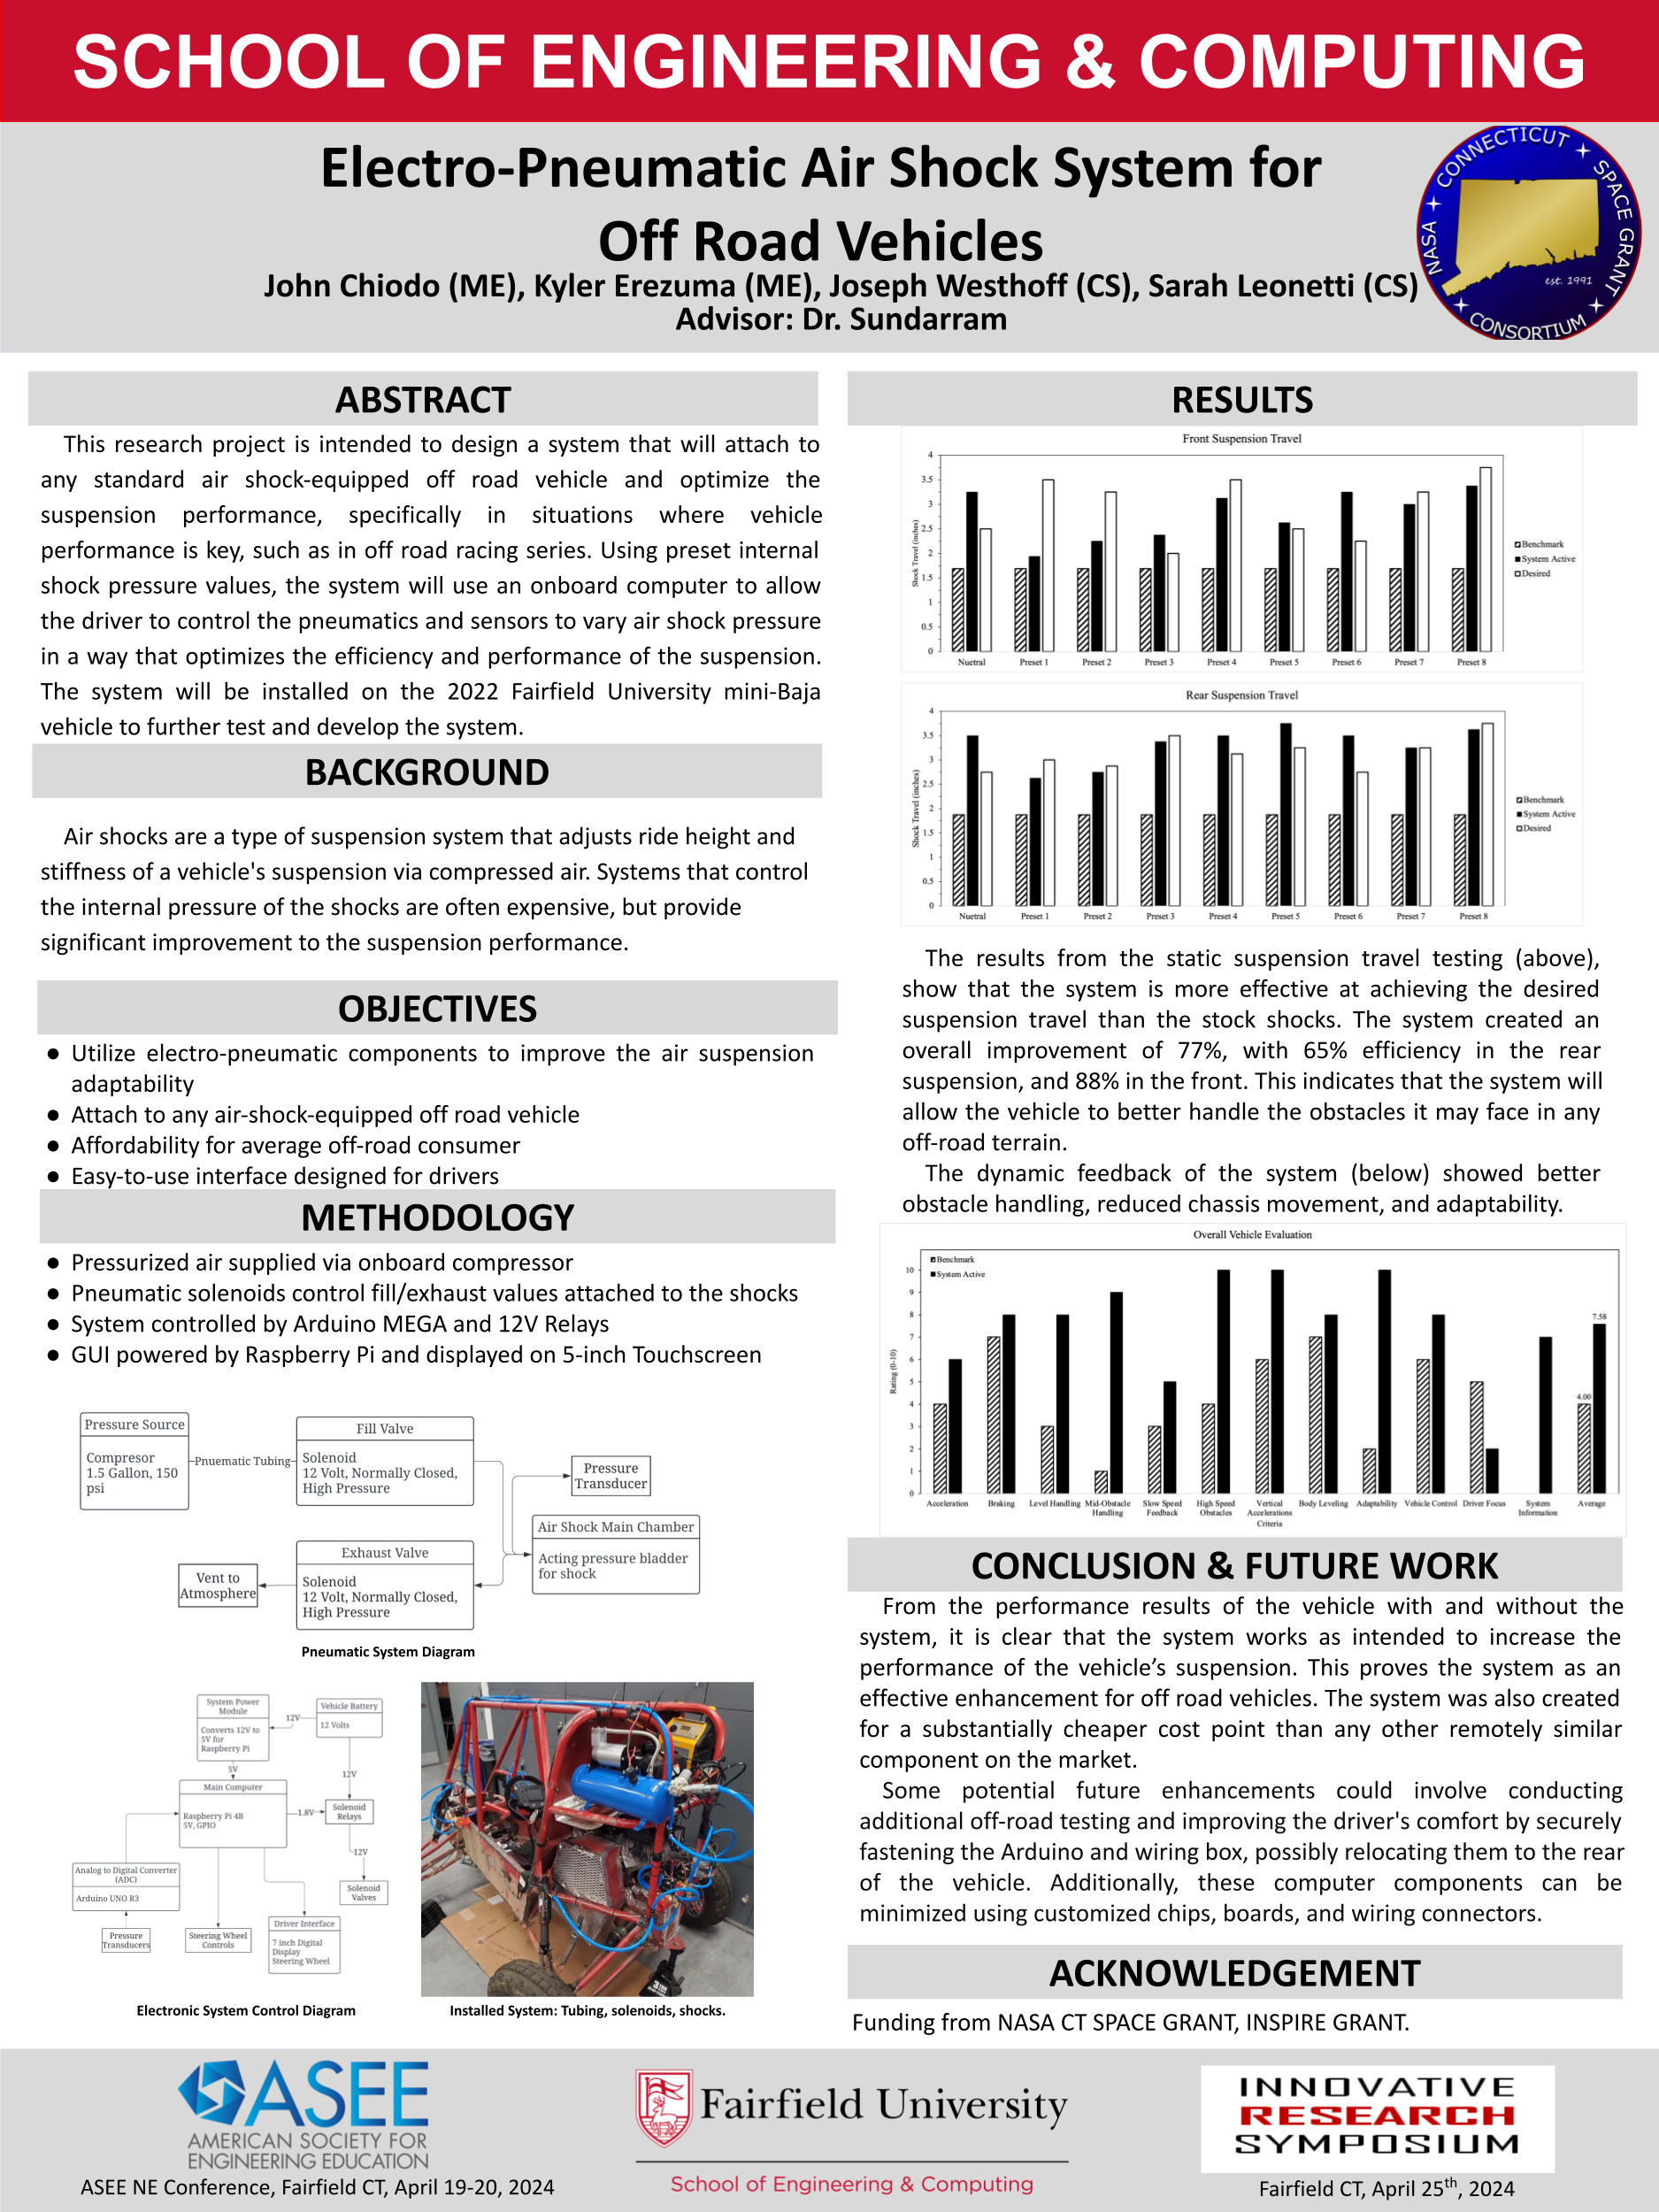 SCHOOL OF ENGINEERING & COMPUTING
Electro-Pneumatic Air Shock System for
Off Road Vehicles
John Chiodo (ME), Kyler Erezuma (ME), Joseph Westhoff (CS), Sarah Leonetti (CS)
Advisor: Dr. Sundarram
NASA CONNECTICUT SPACE GRANT CONSORTIUM
est. 1991
ABSTRACT
This research project is intended to design a system that will attach to
any standard air shock-equipped off road vehicle and optimize the
suspension performance, specifically in situations where vehicle
performance is key, such as in off road racing series. Using preset internal
shock pressure values, the system will use an onboard computer to allow
the driver to control the pneumatics and sensors to vary air shock pressure
in a way that optimizes the efficiency and performance of the suspension.
The system will be installed on the 2022 Fairfield University mini-Baja
vehicle to further test and develop the system.
BACKGROUND
Air shocks are a type of suspension system that adjusts ride height and
stiffness of a vehicle's suspension via compressed air. Systems that control
the internal pressure of the shocks are often expensive, but provide
significant improvement to the suspension performance.
OBJECTIVES
● Utilize electro-pneumatic components to improve the air suspension
adaptability
● Attach to any air-shock-equipped off road vehicle
● Affordability for average off-road consumer
● Easy-to-use interface designed for drivers
METHODOLOGY
● Pressurized air supplied via onboard compressor
● Pneumatic solenoids control fill/exhaust values attached to the shocks
● System controlled by Arduino MEGA and 12V Relays
● GUI powered by Raspberry Pi and displayed on 5-inch Touchscreen
Pressure Source
Compresor
1.5 Gallon, 150
psi
Pnuematic Tubing
Fill Valve
Solenoid
12 Volt, Normally Closed,
High Pressure
Pressure
Transducer
Air Shock Main Chamber
Acting pressure bladder
for shock
Exhaust Valve
Solenoid
12 Volt, Normally Closed,
High Pressure
Vent to
Atmosphere
Pneumatic System Diagram
System Power
Module
Converts 12V to
5V for
Raspberry Pi
12V
Vehicle Battery
12 Volts
5V
12V
Main Computer
Raspberry Pi 4B
5V, GPIO
1.8V
Solenoid
Relays
12V
Solenoid
Valves
Analog to Digital Converter
(ADC)
Arduino UNO R3
Pressure
Transducers
Steering Wheel
Controls
Driver Interface
7 inch Digital
Display
Steering Wheel
Electronic System Control Diagram
Installed System: Tubing, solenoids, shocks.
RESULTS
Front Suspension Travel
Shock Travel (inches)
4
3.5
3
2.5
2
1.5
1
0.5
0
Nuetral Preset 1 Preset 2 Preset 3 Preset 4 Preset 5 Preset 6 Preset 7 Preset 8
Benchmark
System Active
Desired
Rear Suspension Travel
Shock Travel (inches)
4
3.5
3
2.5
2
1.5
1
0.5
0
Nuetral Preset 1 Preset 2 Preset 3 Preset 4 Preset 5 Preset 6 Preset 7 Preset 8
Benchmark
System Active
Desired
The results from the static suspension travel testing (above),
show that the system is more effective at achieving the desired
suspension travel than the stock shocks. The system created an
overall improvement of 77%, with 65% efficiency in the rear
suspension, and 88% in the front. This indicates that the system will
allow the vehicle to better handle the obstacles it may face in any
off-road terrain.
The dynamic feedback of the system (below) showed better
obstacle handling, reduced chassis movement, and adaptability.
Overall Vehicle Evaluation
Benchmark
System Active
Rating (0-10)
10
9
8
7
6
5
4
3
2
1
0
4.00
7.58
Acceleration Braking Level Handling Mid-Obstacle Handling Slow Speed Feedback High Speed Obstacles Vertical Accelerations Body Leveling Adaptability Vehicle Control Driver Focus System Information Average
Criteria
CONCLUSION & FUTURE WORK
From the performance results of the vehicle with and without the
system, it is clear that the system works as intended to increase the
performance of the vehicle’s suspension. This proves the system as an
effective enhancement for off road vehicles. The system was also created
for a substantially cheaper cost point than any other remotely similar
component on the market.
Some potential future enhancements could involve conducting
additional off-road testing and improving the driver's comfort by securely
fastening the Arduino and wiring box, possibly relocating them to the rear
of the vehicle. Additionally, these computer components can be
minimized using customized chips, boards, and wiring connectors.
ACKNOWLEDGEMENT
Funding from NASA CT SPACE GRANT, INSPIRE GRANT.
ASEE
AMERICAN SOCIETY FOR
ENGINEERING EDUCATION
ASEE NE Conference, Fairfield CT, April 19-20, 2024
Fairfield University
School of Engineering & Computing
INNOVATIVE
RESEARCH
SYMPOSIUM
Fairfield CT, April 25th, 2024